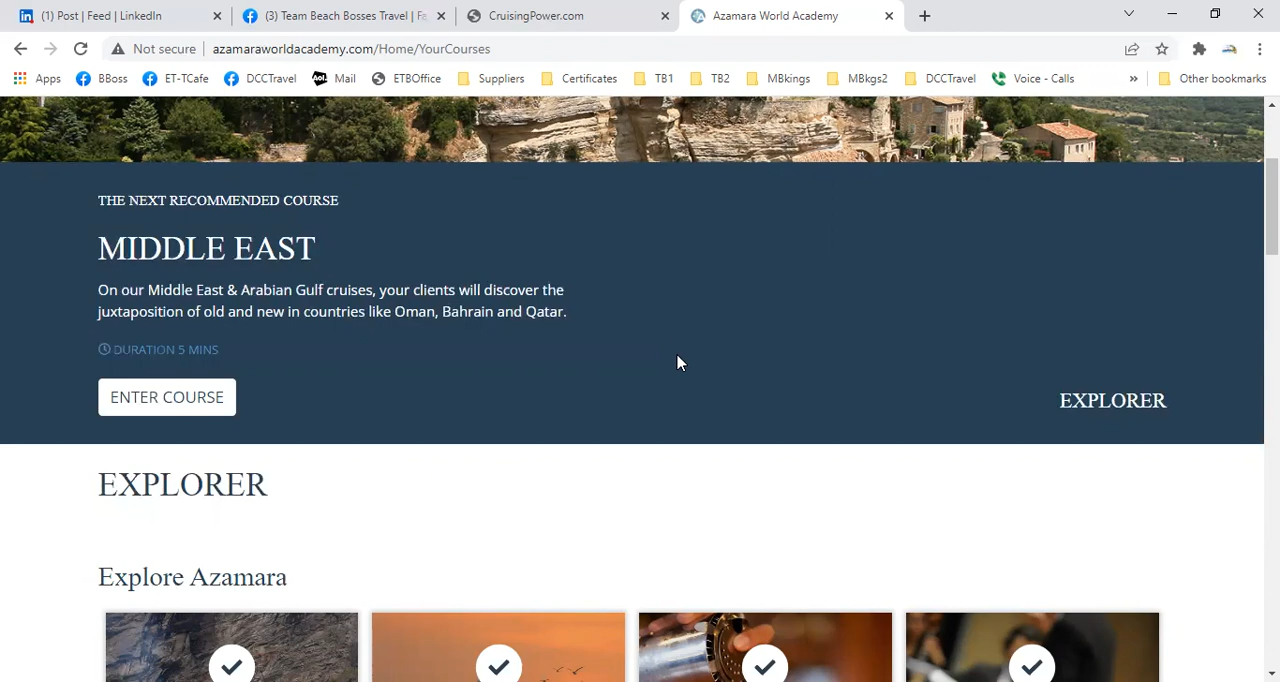 (1) Post | Feed | LinkedIn
(3) Team Beach Bosses Travel | Fa
CruisingPower.com
Azamara World Academy
Not secure
azamaraworldacademy.com/Home/YourCourses
Apps
BBoss
ET-TCafe
DCCTravel
Aol.
Mail
ETBOffice
Suppliers
Certificates
TB1
TB2
MBkings
MBkgs2
DCCTravel
Voice - Calls
»
Other bookmarks
THE NEXT RECOMMENDED COURSE
MIDDLE EAST
On our Middle East & Arabian Gulf cruises, your clients will discover the
juxtaposition of old and new in countries like Oman, Bahrain and Qatar.
DURATION 5 MINS
ENTER COURSE
EXPLORER
EXPLORER
Explore Azamara